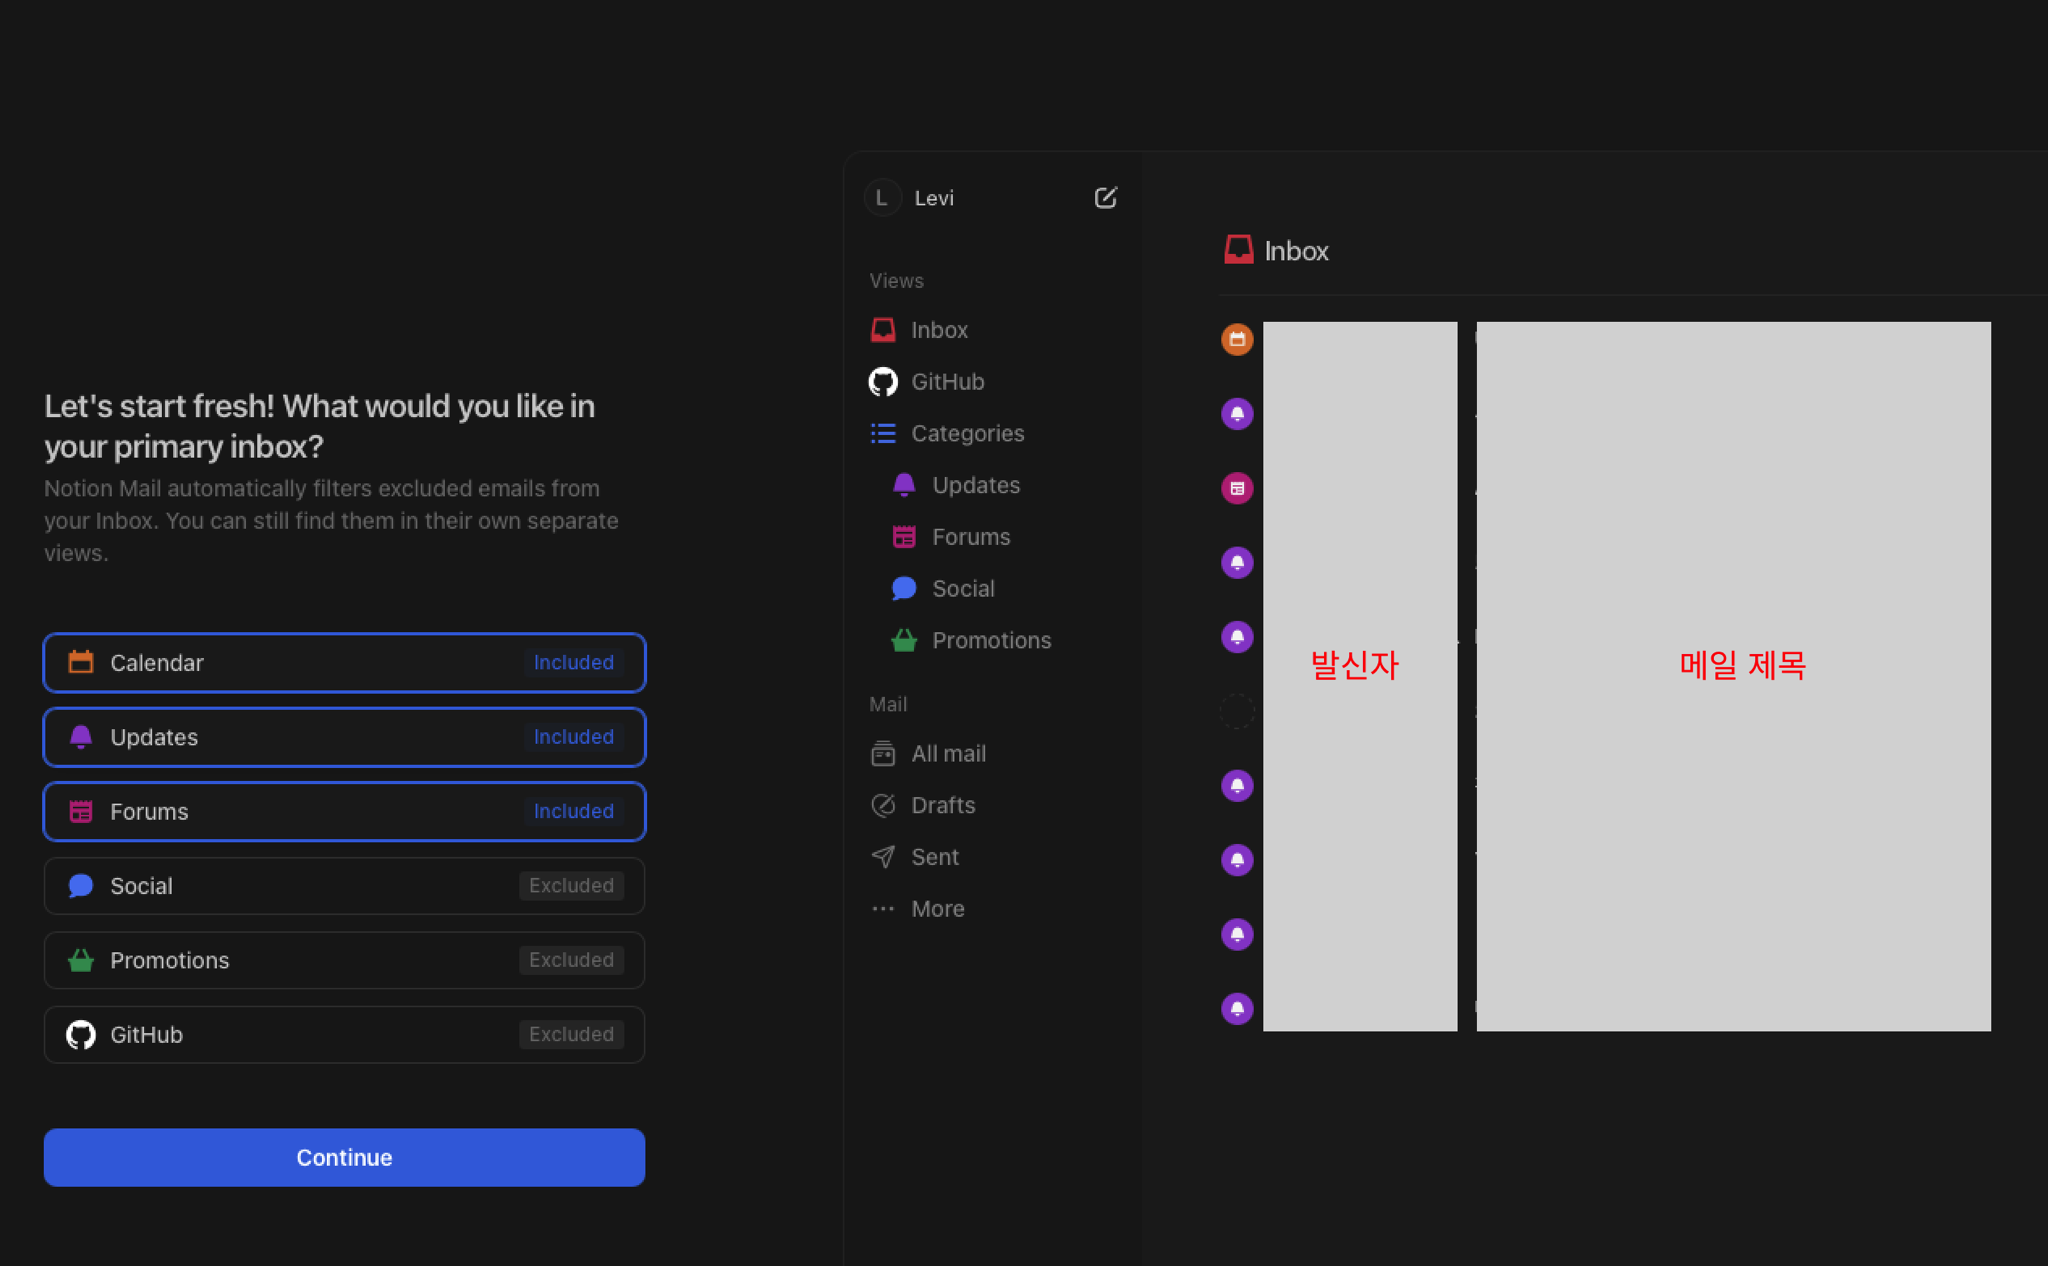 Let's start fresh! What would you like in
your primary inbox?
Notion Mail automatically filters excluded emails from
your Inbox. You can still find them in their own separate
views.
Calendar Included
Updates Included
Forums Included
Social Excluded
Promotions Excluded
GitHub Excluded
Continue
L Levi
Views
Inbox
GitHub
Categories
Updates
Forums
Social
Promotions
Mail
All mail
Drafts
Sent
More
Inbox
발신자
메일 제목